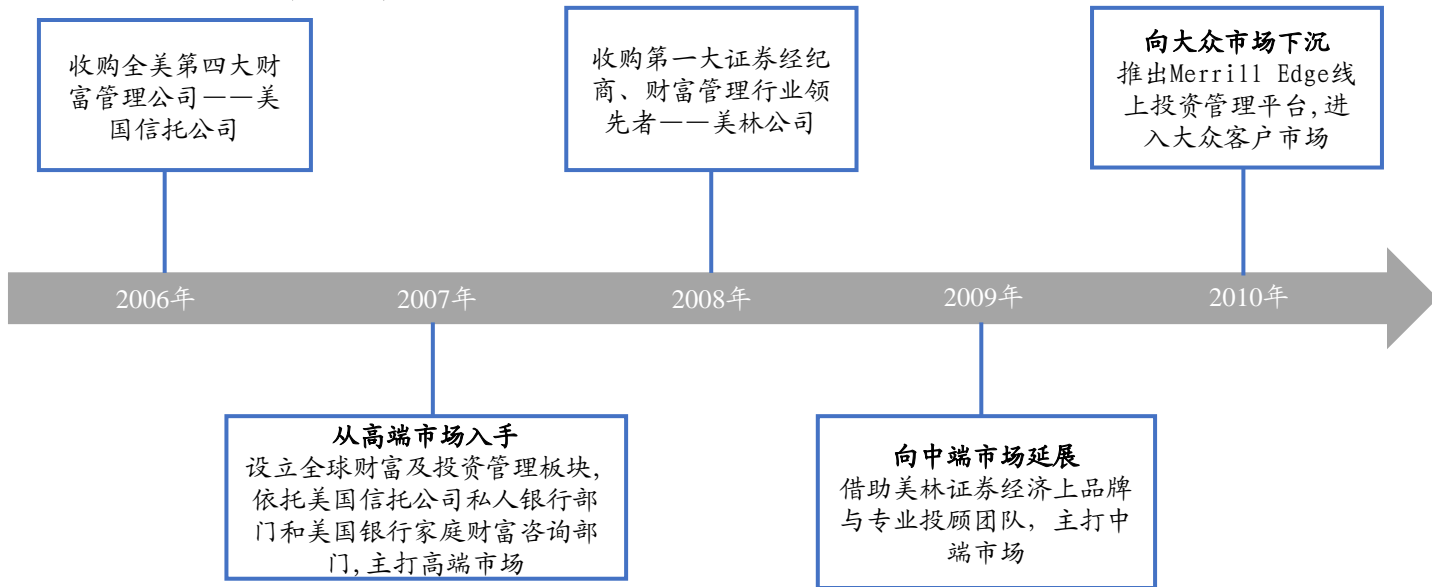 收购全美第四大财
富管理公司——美
国信托公司
收购第一大证券经纪
商、财富管理行业领
先者——美林公司
向大众市场下沉
推出Merrill Edge线
上投资管理平台,进
入大众客户市场
2006年
2007年
2008年
2009年
2010年
从高端市场入手
设立全球财富及投资管理板块,
依托美国信托公司私人银行部
门和美国银行家庭财富咨询部
门,主打高端市场
向中端市场延展
借助美林证券经济上品牌
与专业投顾团队，主打中
端市场